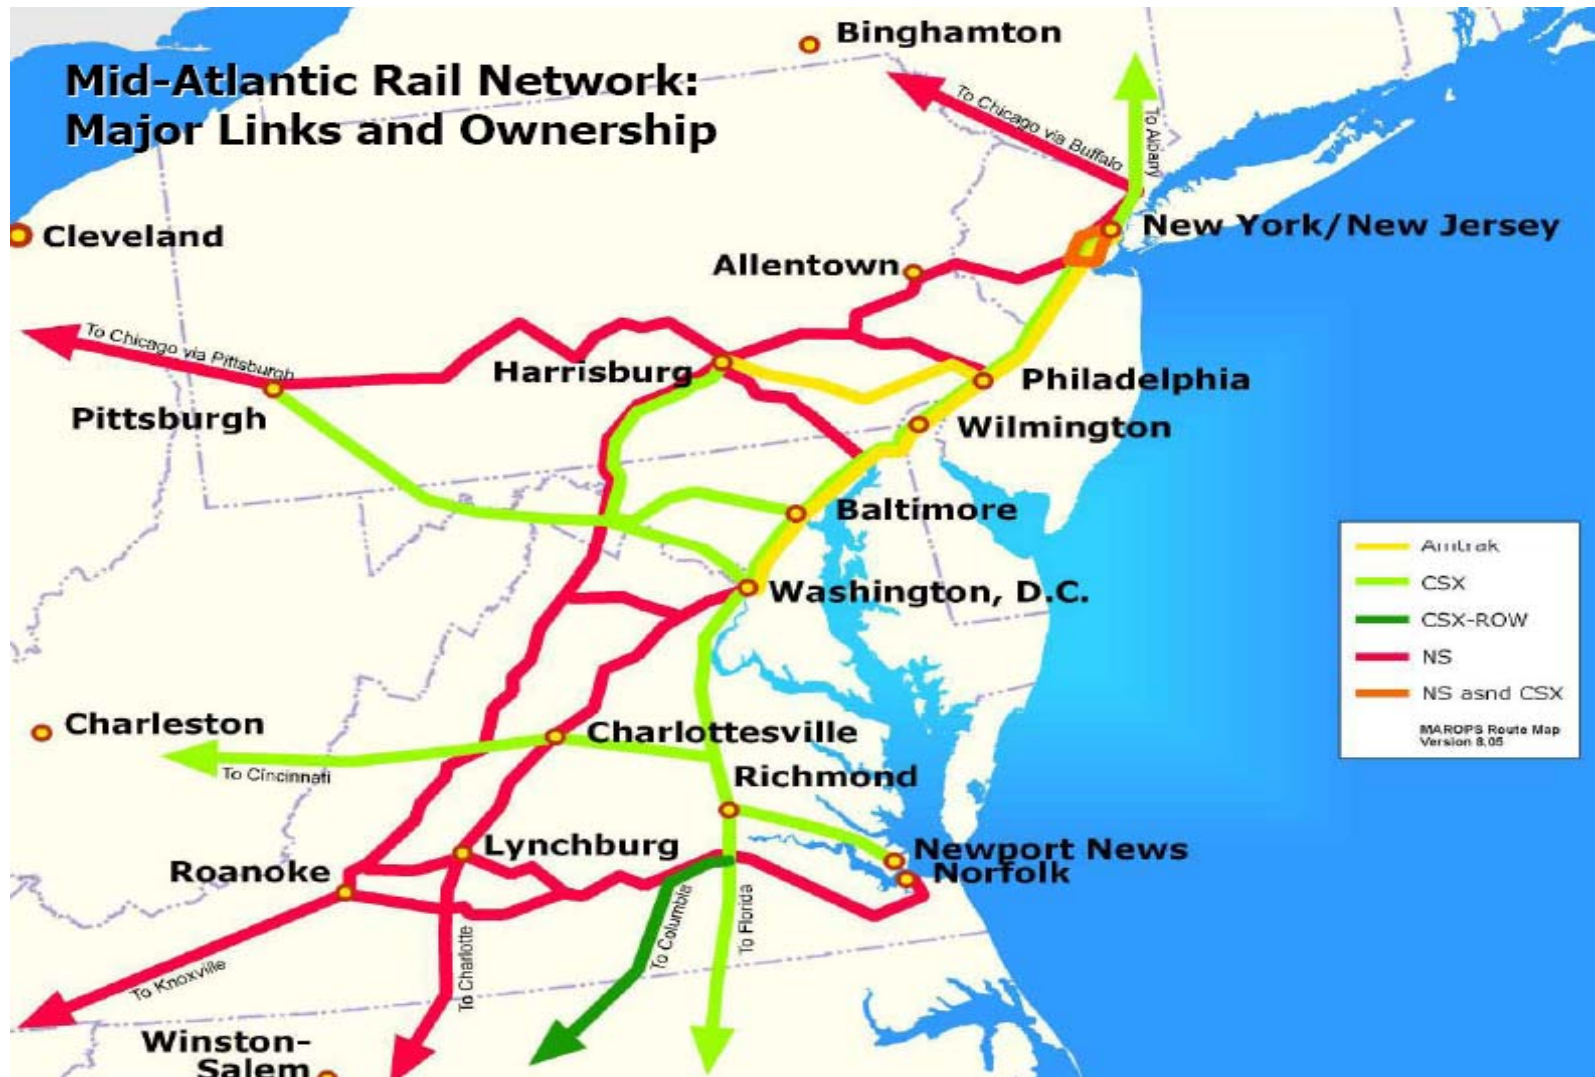 Mid-Atlantic Rail Network:
Major Links and Ownership
Binghamton
To Chicago via Buffalo
To Albany
Cleveland
New York/New Jersey
Allentown
To Chicago via Pittsburgh
Harrisburg
Philadelphia
Pittsburgh
Wilmington
Baltimore
Washington, D.C.
Amtrak
CSX
CSX-ROW
NS
NS asnd CSX
MAROPS Route Map
Version 8.05
Charleston
Charlottesville
To Cincinnati
Richmond
Lynchburg
Newport News
Roanoke
Norfolk
To Columbia
To Florida
To Charlotte
To Knoxville
Winston-
Salem